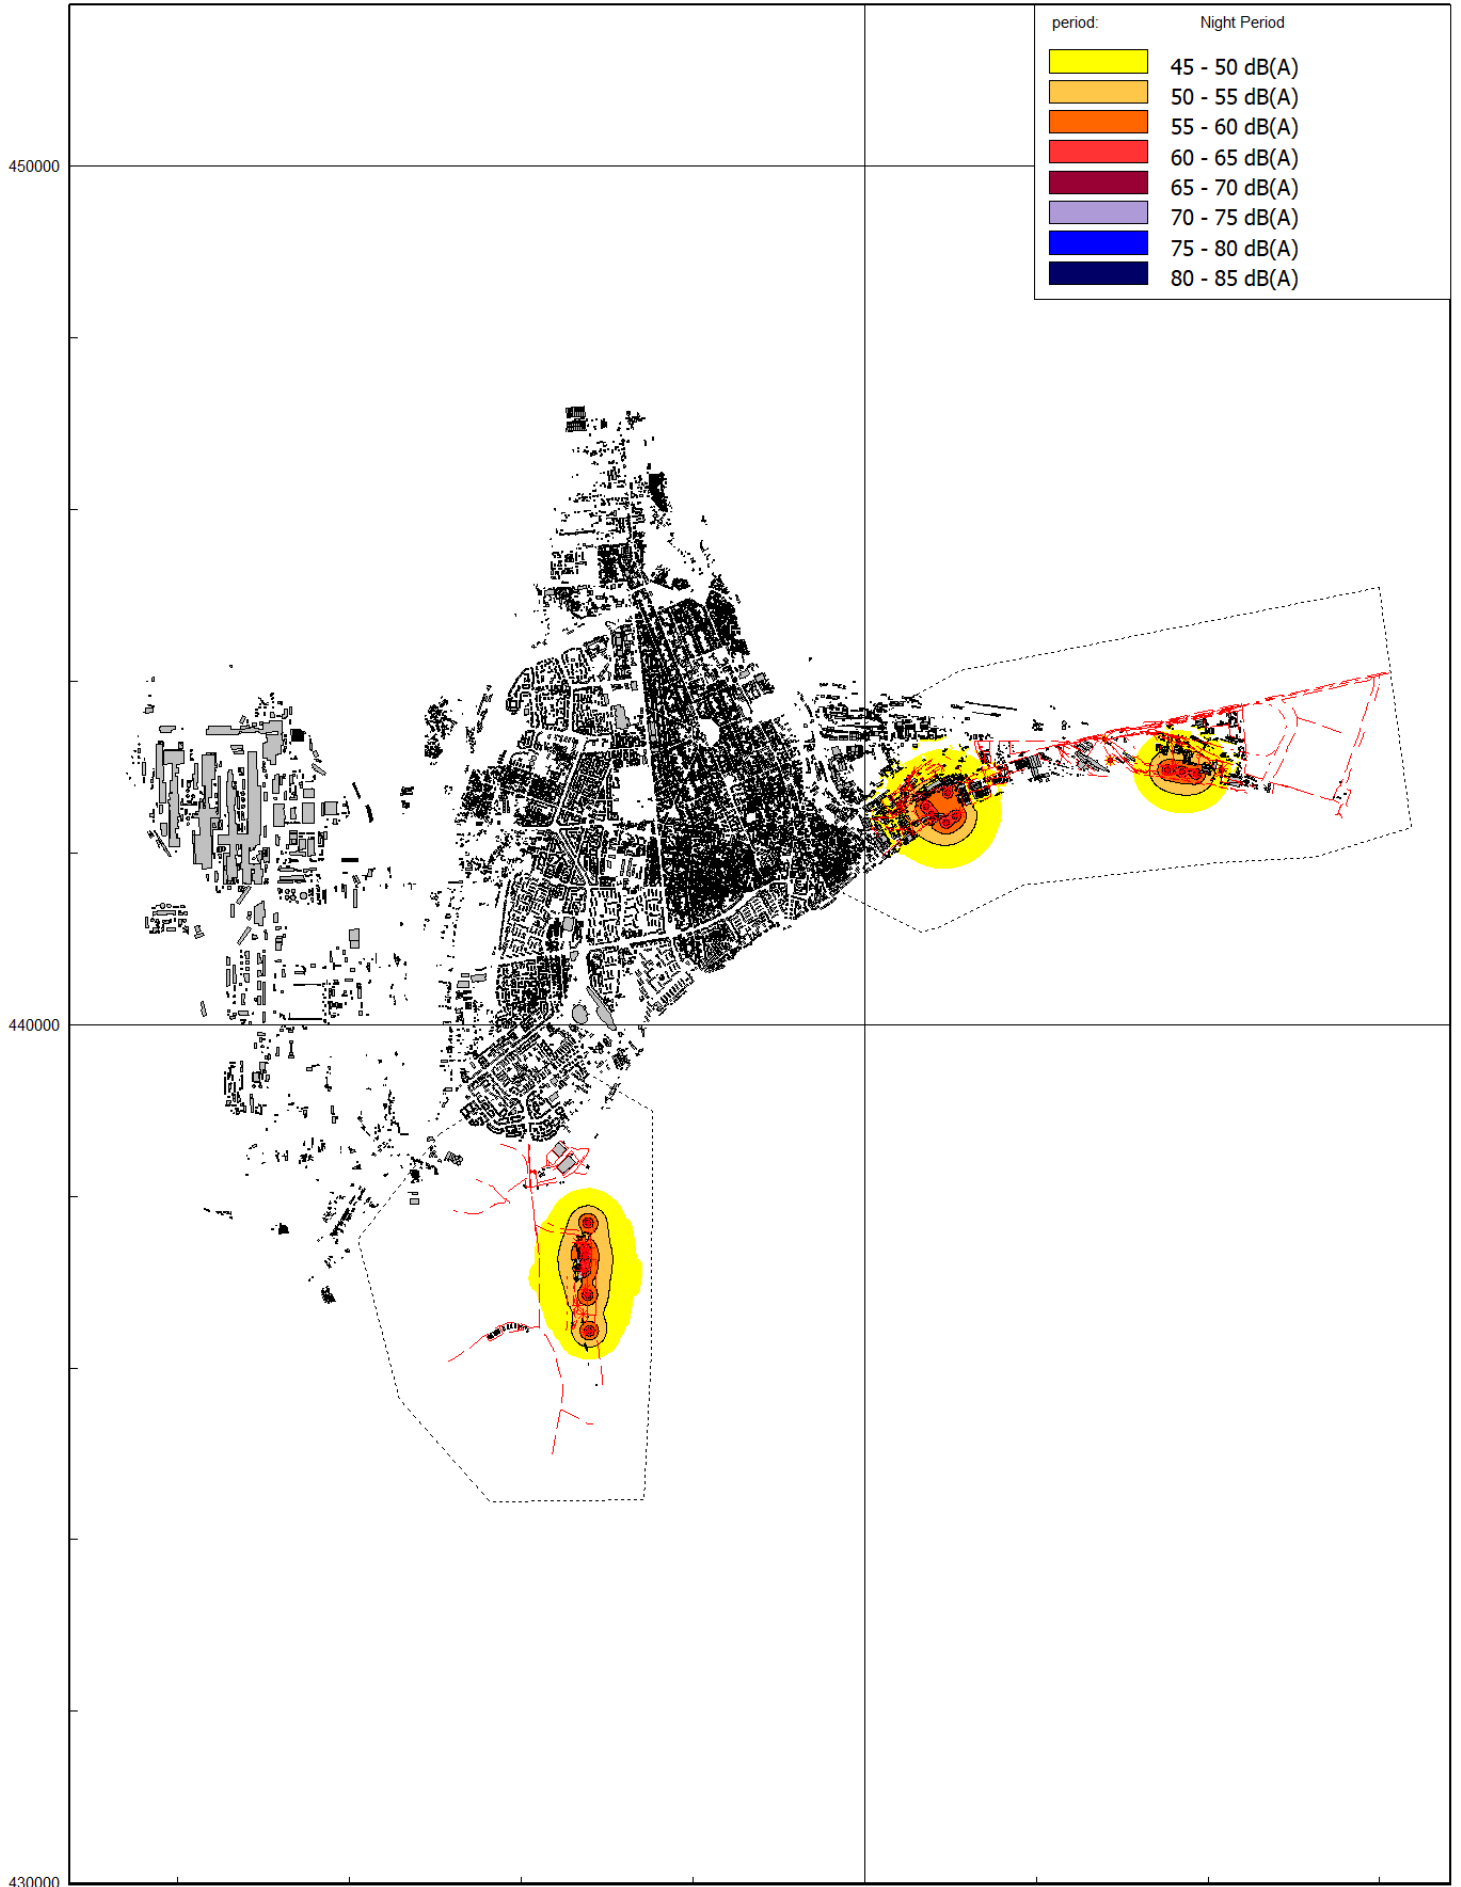 period: Night Period
45 - 50 dB(A)
50 - 55 dB(A)
55 - 60 dB(A)
60 - 65 dB(A)
65 - 70 dB(A)
70 - 75 dB(A)
75 - 80 dB(A)
80 - 85 dB(A)
450000
440000
430000